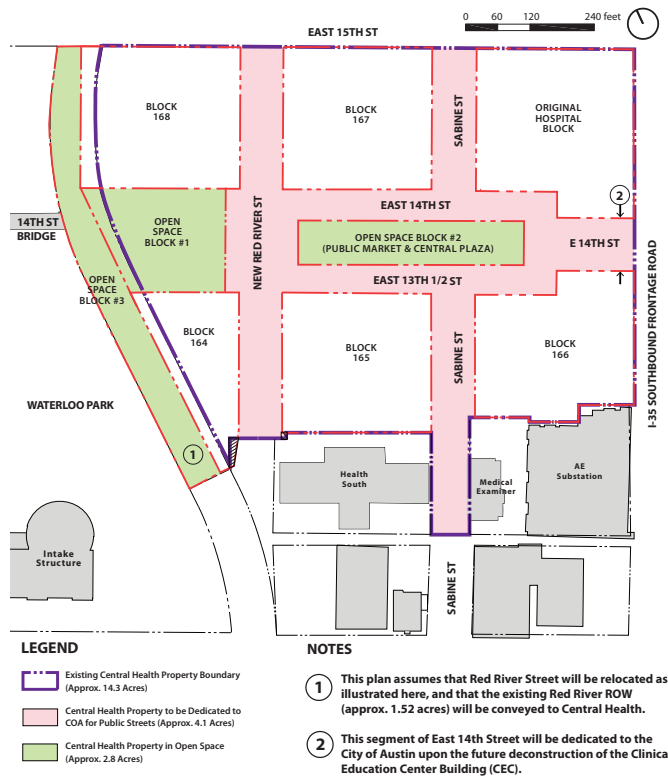 EAST 15TH ST
0 60 120 240 feet
BLOCK
168
BLOCK
167
ORIGINAL
HOSPITAL
BLOCK
SABINE ST
NEW RED RIVER ST
2
EAST 14TH ST
14TH ST
BRIDGE
OPEN
SPACE
BLOCK #1
OPEN SPACE BLOCK #2
(PUBLIC MARKET & CENTRAL PLAZA)
E 14TH ST
EAST 13TH 1/2 ST
OPEN
SPACE
BLOCK #3
I-35 SOUTHBOUND FRONTAGE ROAD
BLOCK
164
BLOCK
165
SABINE ST
BLOCK
166
WATERLOO PARK
1
Health
South
Medical
Examiner
AE
Substation
Intake
Structure
SABINE ST
LEGEND
Existing Central Health Property Boundary
(Approx. 14.3 Acres)
Central Health Property to be Dedicated to
COA for Public Streets (Approx. 4.1 Acres)
Central Health Property in Open Space
(Approx. 2.8 Acres)
NOTES
1 This plan assumes that Red River Street will be relocated as
illustrated here, and that the existing Red River ROW
(approx. 1.52 acres) will be conveyed to Central Health.
2 This segment of East 14th Street will be dedicated to the
City of Austin upon the future deconstruction of the Clinica
Education Center Building (CEC).